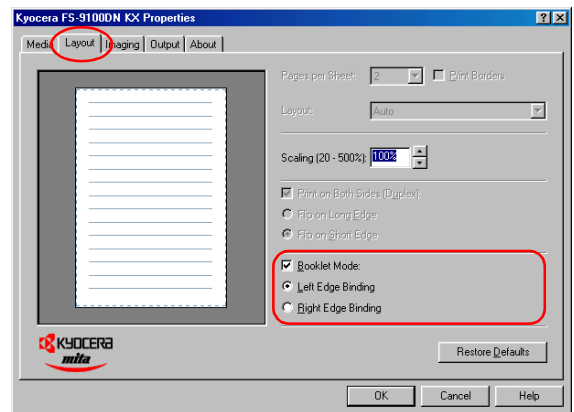 Kyocera FS-9100DN KX Properties
Media Layout Imaging Output About
Pages per Sheet: 2 Print Borders
Layout: Auto
Scaling (20 - 500%): 100%
Print on Both Sides (Duplex):
Flip on Long Edge
Flip on Short Edge
Booklet Mode:
Left Edge Binding
Right Edge Binding
KYOCERA
mita
Restore Defaults
OK Cancel Help